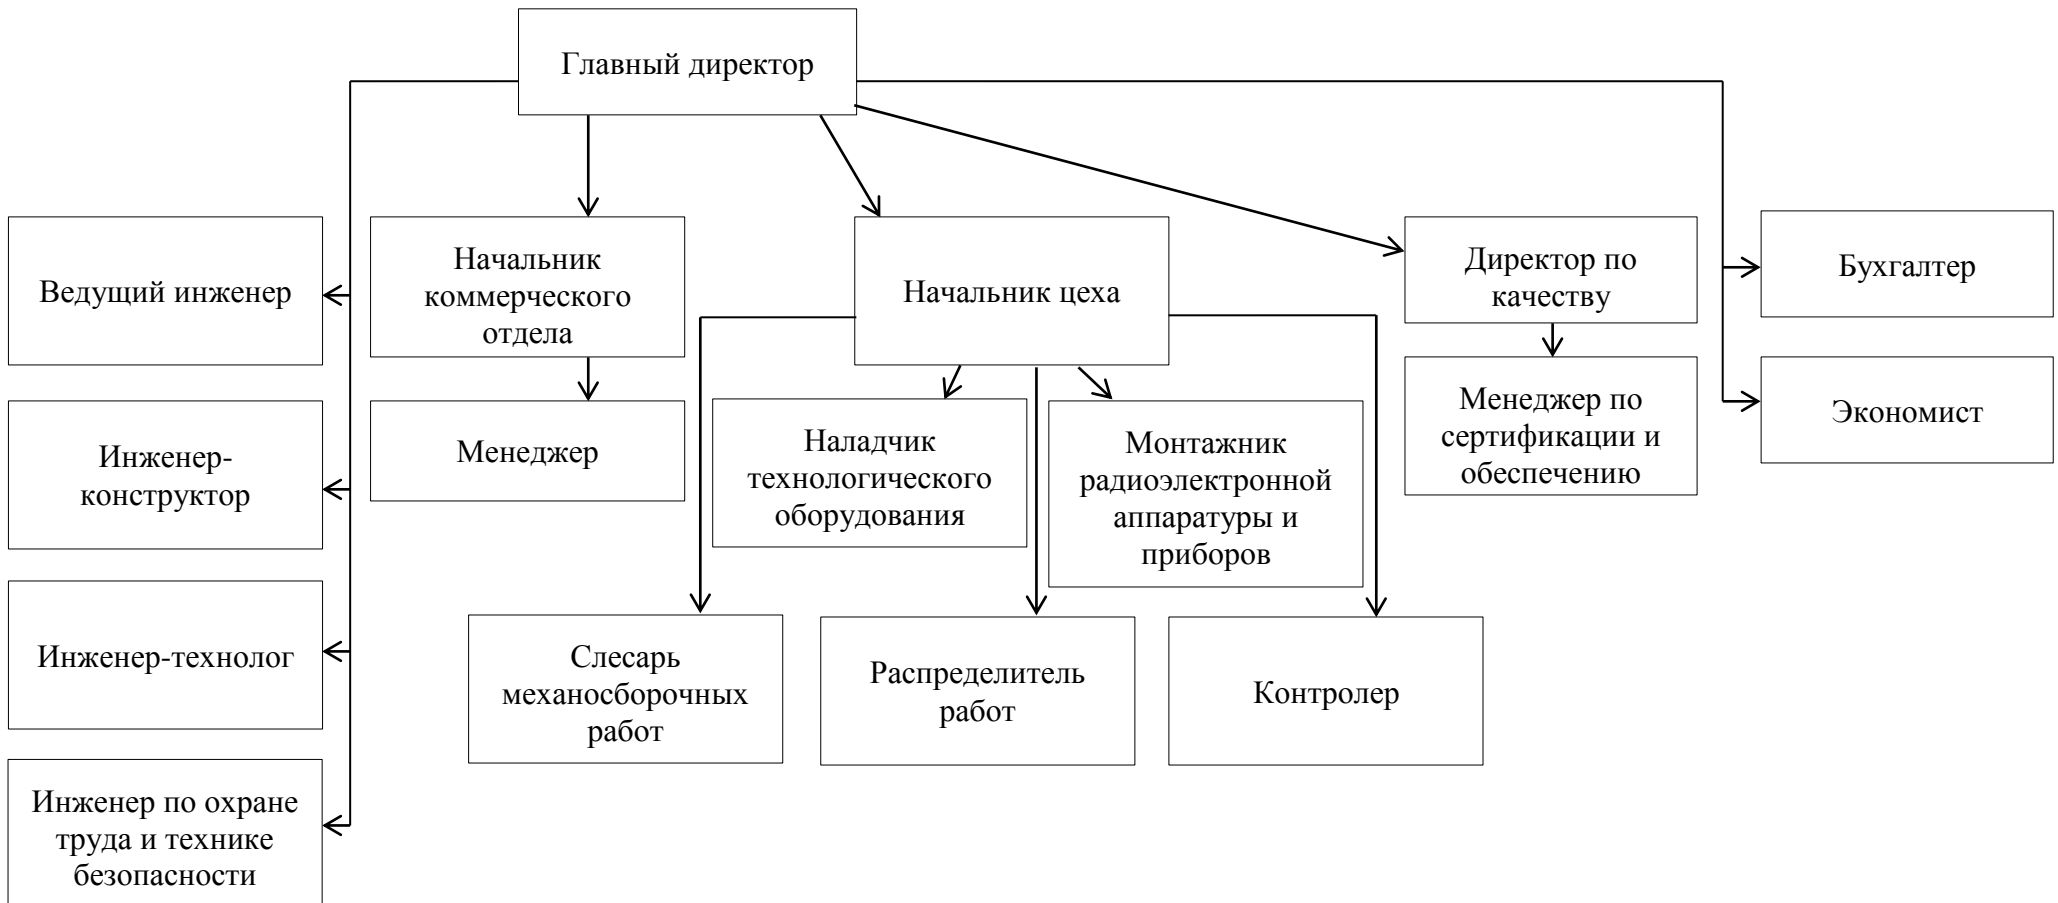 Главный директор
Ведущий инженер
Начальник
коммерческого
отдела
Начальник цеха
Директор по
качеству
Бухгалтер
Инженер-
конструктор
Менеджер
Наладчик
технологического
оборудования
Монтажник
радиоэлектронной
аппаратуры и
приборов
Менеджер по
сертификации и
обеспечению
Экономист
Инженер-технолог
Слесарь
механосборочных
работ
Распределитель
работ
Контролер
Инженер по охране
труда и технике
безопасности